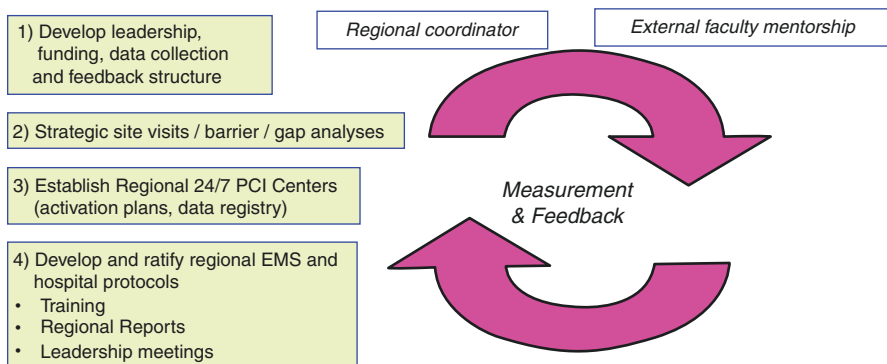 1) Develop leadership,
funding, data collection
and feedback structure
2) Strategic site visits / barrier / gap analyses
3) Establish Regional 24/7 PCI Centers
(activation plans, data registry)
4) Develop and ratify regional EMS and
hospital protocols
• Training
• Regional Reports
• Leadership meetings
Regional coordinator
External faculty mentorship
Measurement
& Feedback